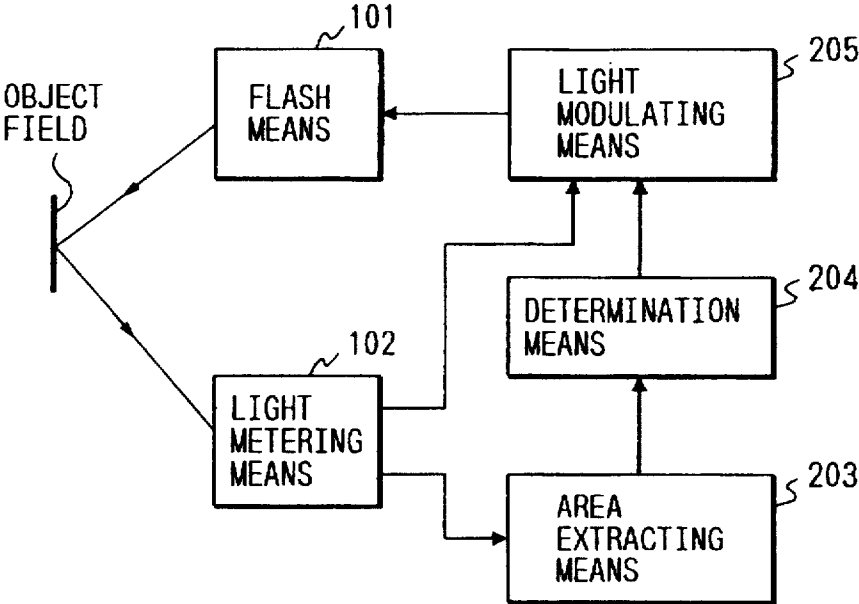 101
FLASH
MEANS
205
LIGHT
MODULATING
MEANS
OBJECT
FIELD
204
DETERMINATION
MEANS
102
LIGHT
METERING
MEANS
203
AREA
EXTRACTING
MEANS